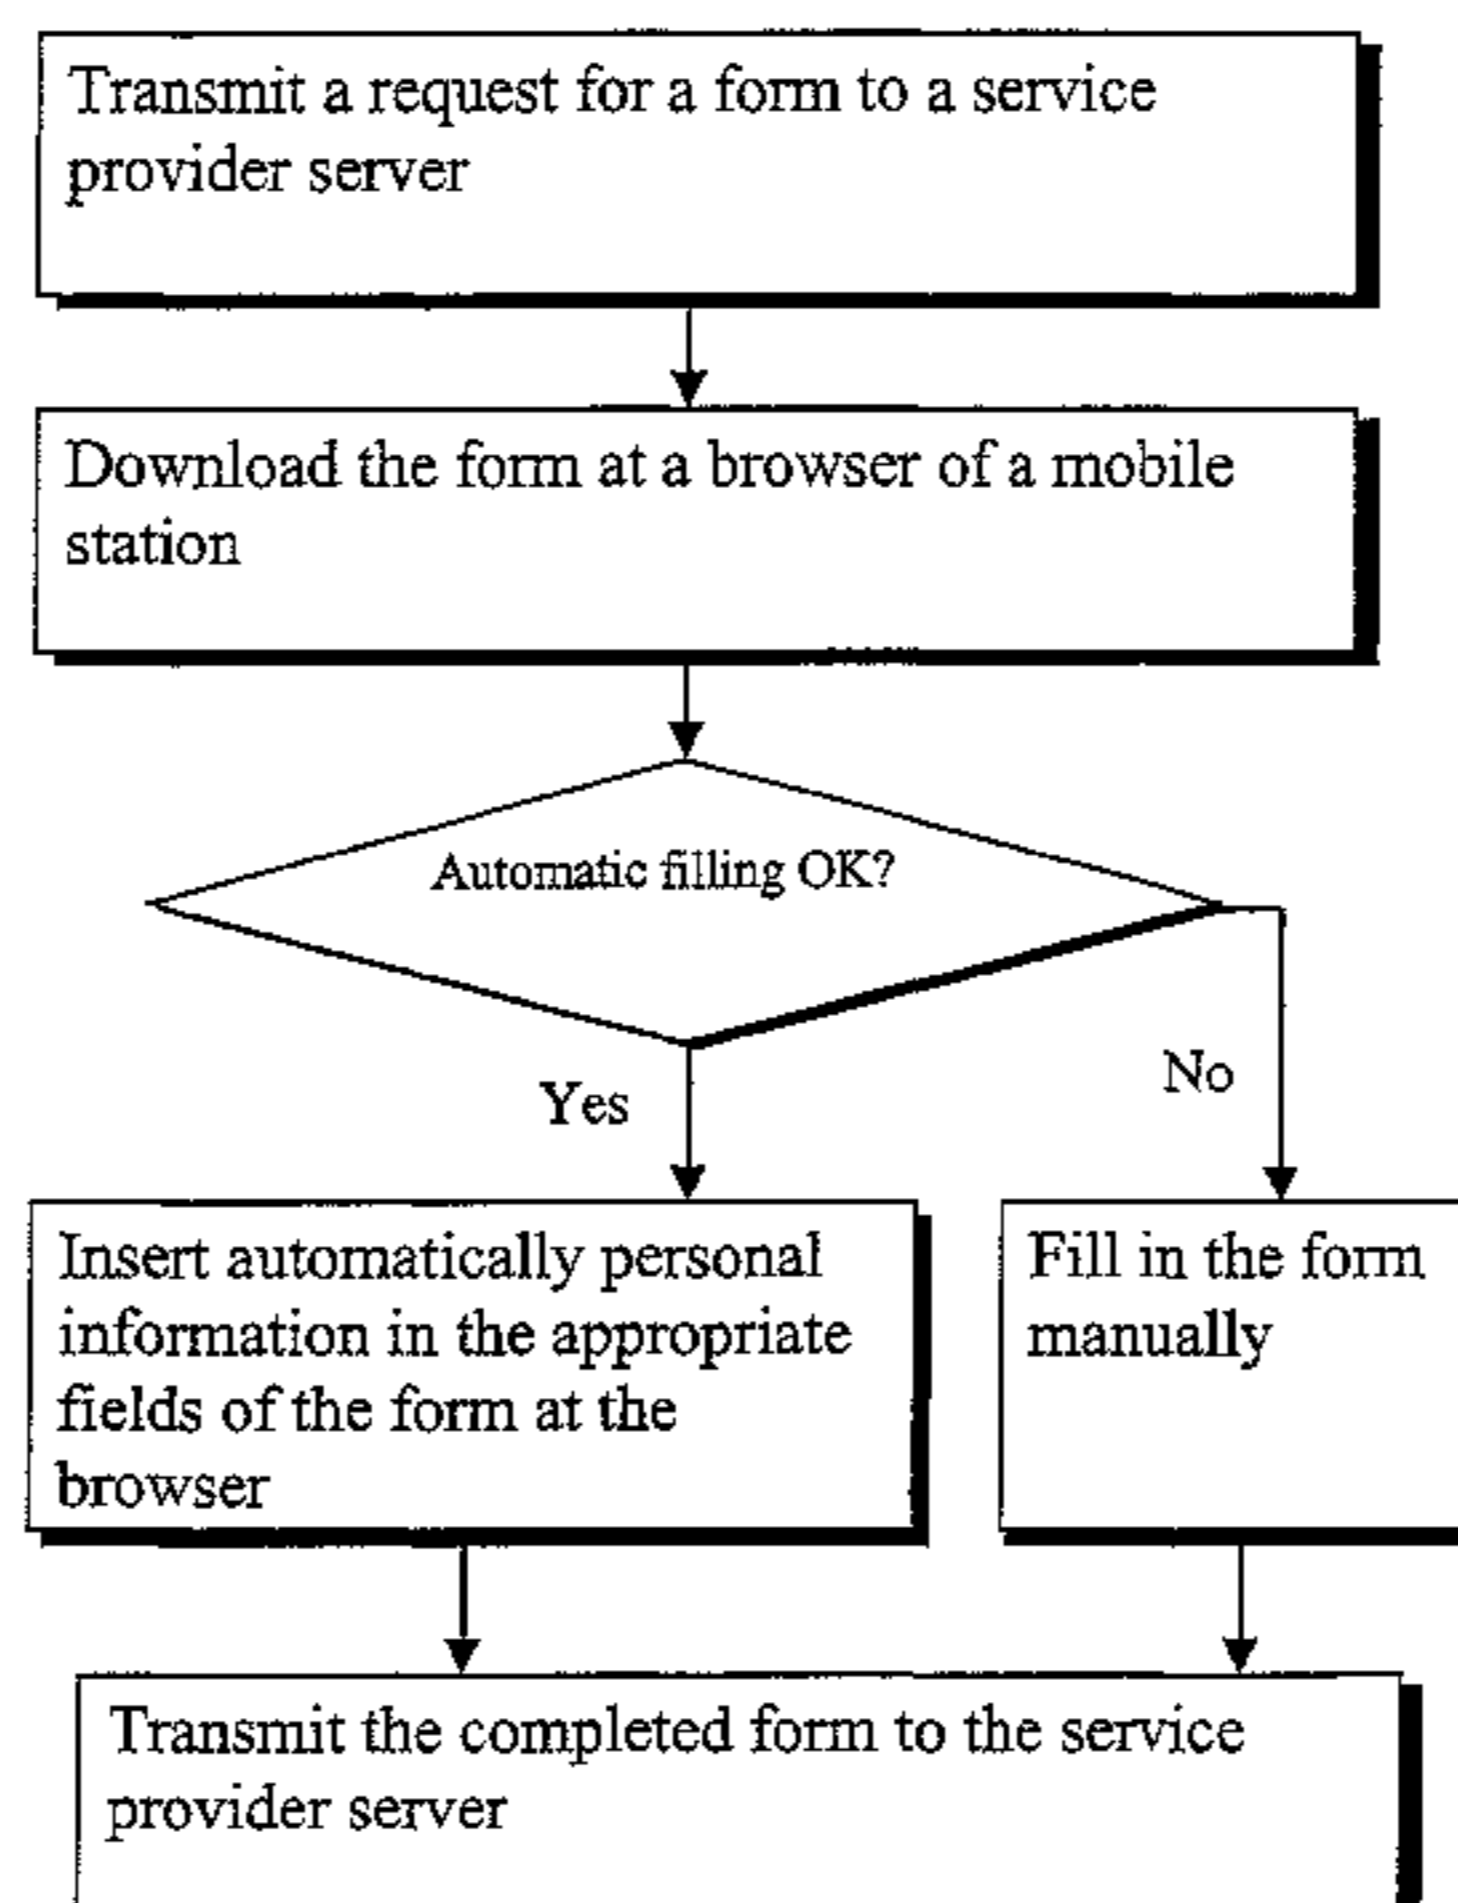 Transmit a request for a form to a service
provider server
Download the form at a browser of a mobile
station
Automatic filling OK?
Yes
No
Insert automatically personal
information in the appropriate
fields of the form at the
browser
Fill in the form
manually
Transmit the completed form to the service
provider server